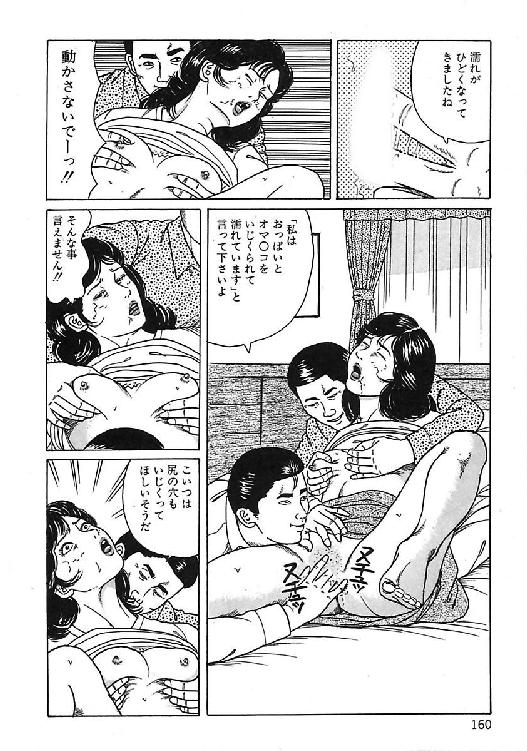 濡れが
ひどくなって
きましたね
動かさないでーっ!!
私は
おっぱいと
オマ〇コを
いじくられて
濡れています」と
言って下さいよ
ヌチュッ
ヌチュッ
そんな事
言えません!!
こいつは
尻の穴も
いじくって
ほしいそうだ
160